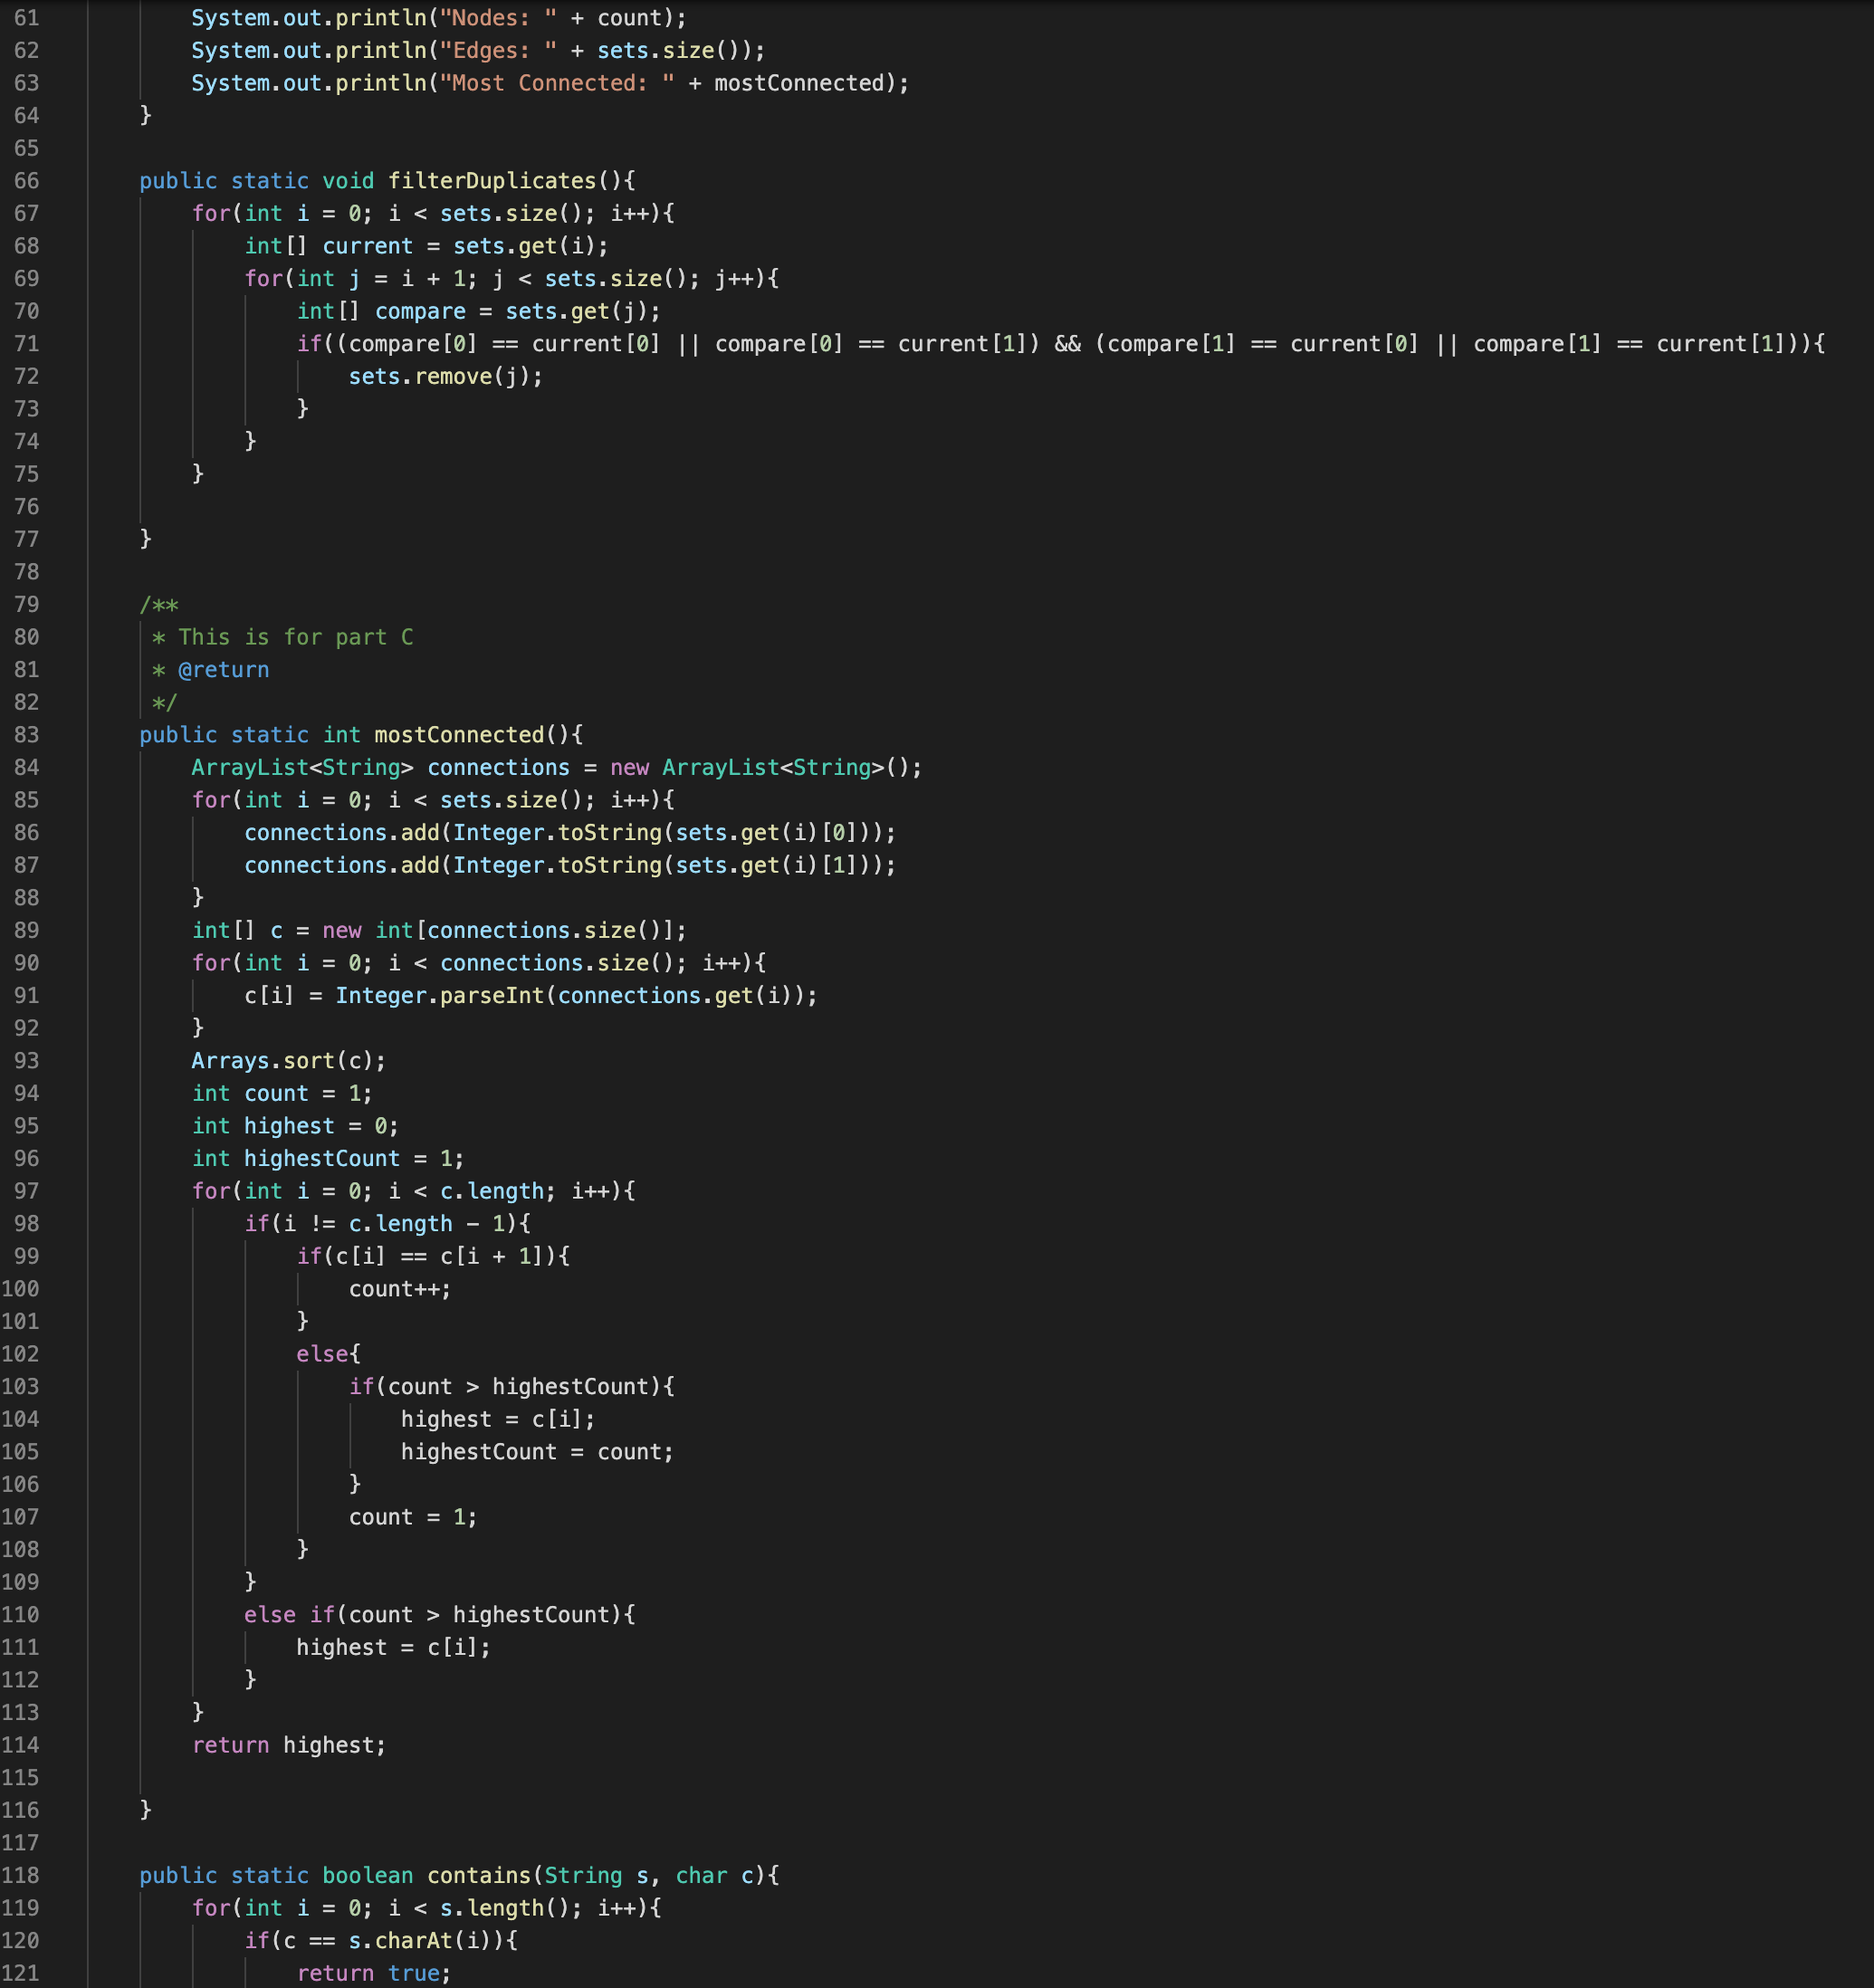 61 System.out.println("Nodes: " + count);
62 System.out.println("Edges: " + sets.size());
63 System.out.println("Most Connected: " + mostConnected);
64 }
65
66 public static void filterDuplicates(){
67 for(int i = 0; i < sets.size(); i++){
68 int[] current = sets.get(i);
69 for(int j = i + 1; j < sets.size(); j++){
70 int[] compare = sets.get(j);
71 if((compare[0] == current[0] || compare[0] == current[1]) && (compare[1] == current[0] || compare[1] == current[1])){
72 sets.remove(j);
73 }
74 }
75 }
76
77 }
78
79 /**
80 * This is for part C
81 * @return
82 */
83 public static int mostConnected(){
84 ArrayList<String> connections = new ArrayList<String>();
85 for(int i = 0; i < sets.size(); i++){
86 connections.add(Integer.toString(sets.get(i)[0]));
87 connections.add(Integer.toString(sets.get(i)[1]));
88 }
89 int[] c = new int[connections.size()];
90 for(int i = 0; i < connections.size(); i++){
91 c[i] = Integer.parseInt(connections.get(i));
92 }
93 Arrays.sort(c);
94 int count = 1;
95 int highest = 0;
96 int highestCount = 1;
97 for(int i = 0; i < c.length; i++){
98 if(i != c.length - 1){
99 if(c[i] == c[i + 1]){
100 count++;
101 }
102 else{
103 if(count > highestCount){
104 highest = c[i];
105 highestCount = count;
106 }
107 count = 1;
108 }
109 }
110 else if(count > highestCount){
111 highest = c[i];
112 }
113 }
114 return highest;
115
116 }
117
118 public static boolean contains(String s, char c){
119 for(int i = 0; i < s.length(); i++){
120 if(c == s.charAt(i)){
121 return true;